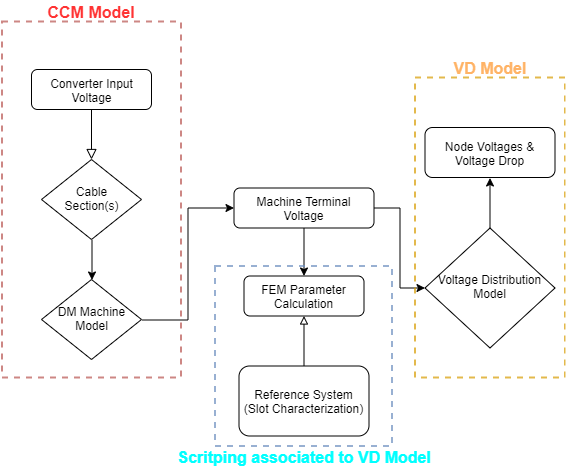 CCM Model
Converter Input
Voltage
Cable
Section(s)
DM Machine
Model
Machine Terminal
Voltage
FEM Parameter
Calculation
Reference System
(Slot Characterization)
Scritping associated to VD Model
VD Model
Node Voltages &
Voltage Drop
Voltage Distribution
Model